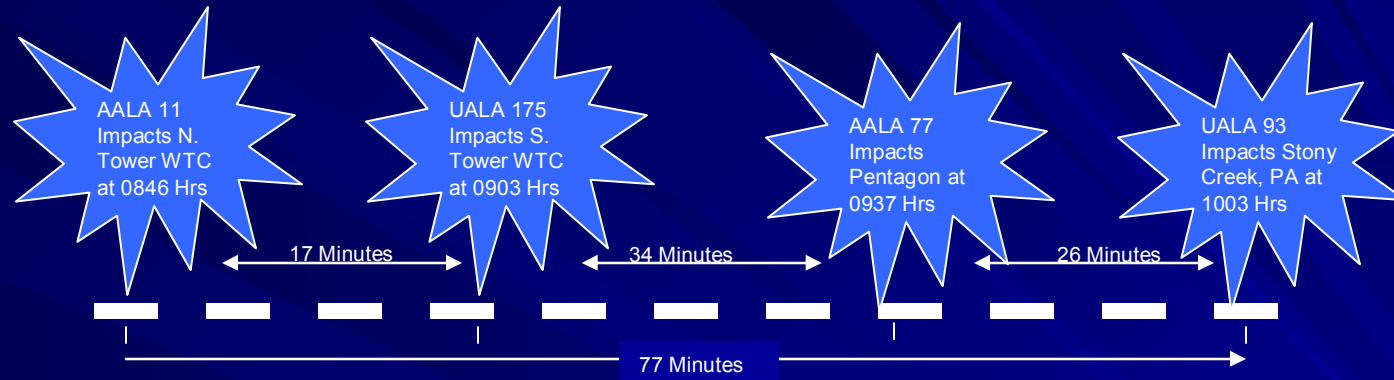 AALA 11
Impacts N.
Tower WTC
at 0846 Hrs
UALA 175
Impacts S.
Tower WTC
at 0903 Hrs
AALA 77
Impacts
Pentagon at
0937 Hrs
UALA 93
Impacts Stony
Creek, PA at
1003 Hrs
17 Minutes
34 Minutes
26 Minutes
77 Minutes